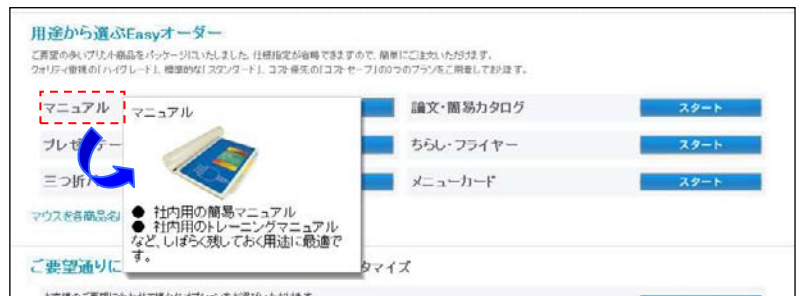 用途から選ぶEasyオーダー
ご要望の多いプリント商品をパッケージにいたしました。仕様指定が省略できますので、簡単にご注文いただけます。
クオリティ重視の「ハイグレード」、標準的な「スタンダード」、コスト優先の「コストセーブ」の3つのプランをご用意しております。
マニュアル
マニュアル
論文・簡易カタログ
スタート
プレゼ
テー
ちらし・フライヤー
スタート
三つ折
メニューカード
スタート
マウスを各商品名
● 社内用の簡易マニュアル
● 社内用のトレーニングマニュアル
など、しばらく残しておく用途に最適で
す。
ご要望通りに
タマイズ